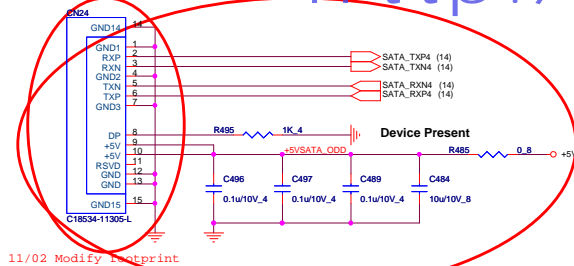 http:/
CN24
GND14 14
GND1 1
RXP 2
RXN 3
GND2 4
TXN 5
TXP 6
GND3 7
SATA_TXP4 (14)
SATA_TXN4 (14)
SATA_RXN4 (14)
SATA_RXP4 (14)
DP 8
+5V 9
+5V 10
RSVD 11
GND 12
GND 13
GND15 15
C18534-11305-L
R495 1K_4
Device Present
+5VSATA_ODD
R485 0_8
+5V
C496
0.1u/10V_4
C497
0.1u/10V_4
C489
0.1u/10V_4
C484
10u/10V_8
11/02 Modify footprint